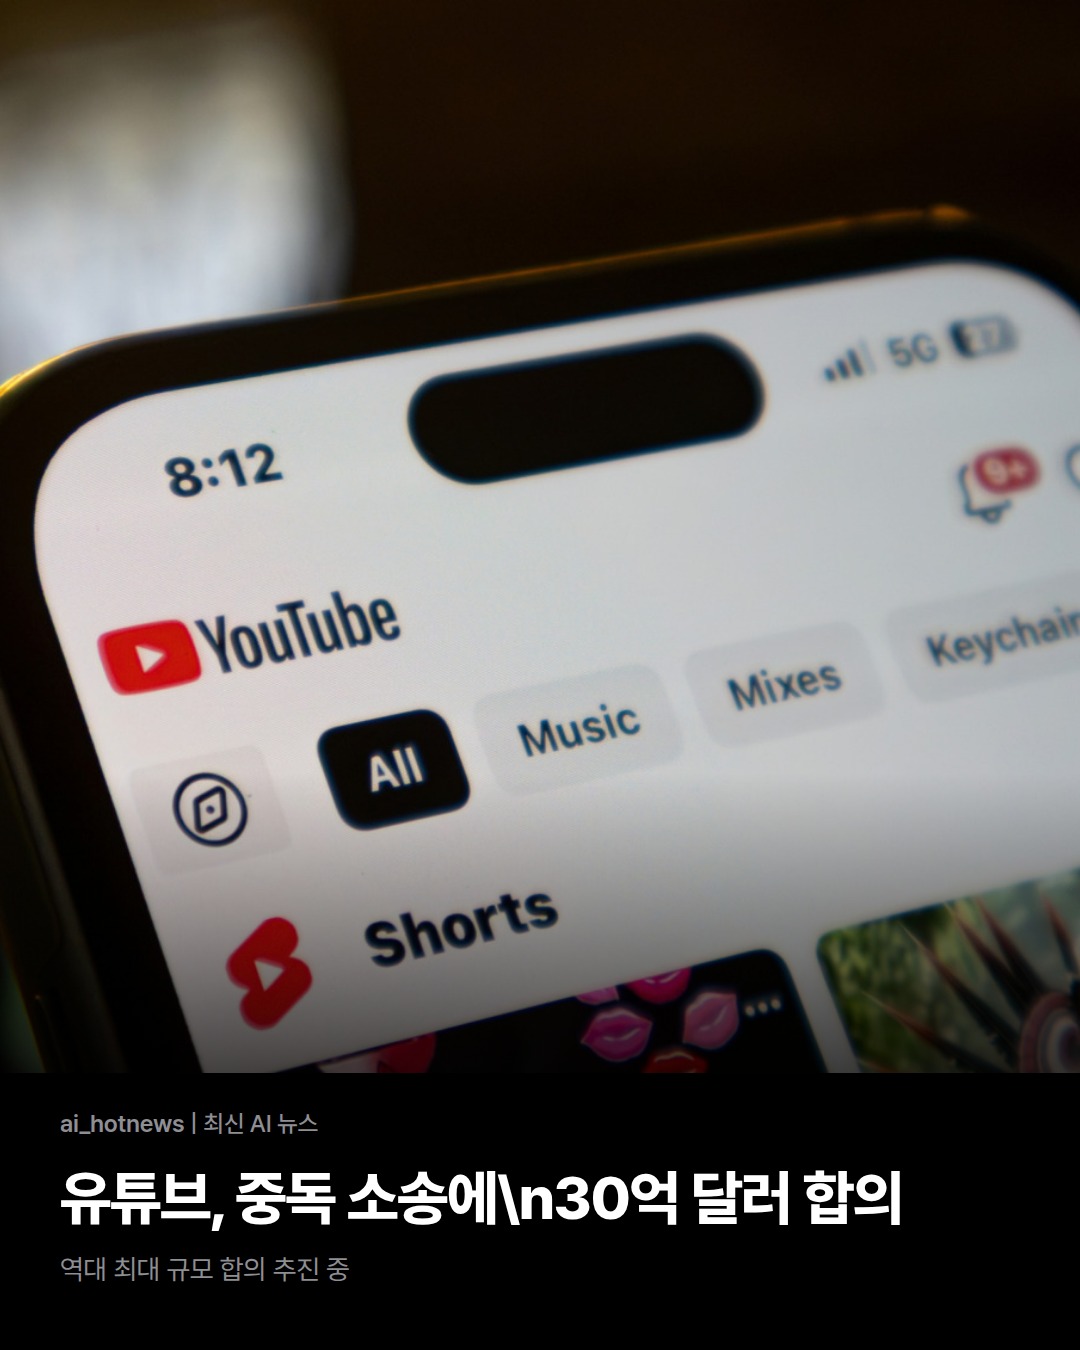 5G
8:12
9+
YouTube
All Music Mixes Keychain
Shorts
ai_hotnews | 최신 AI 뉴스
유튜브, 중독 소송에\n30억 달러 합의
역대 최대 규모 합의 추진 중